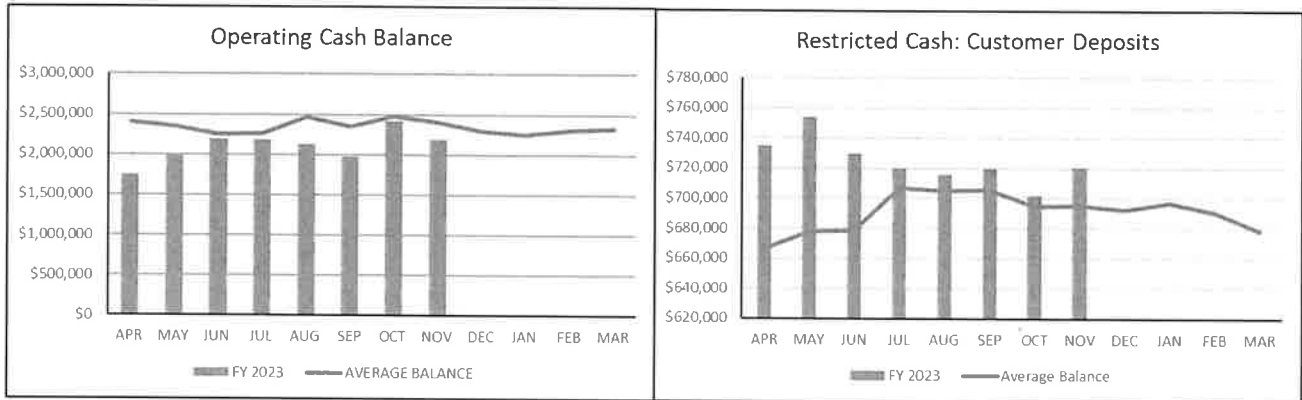 Operating Cash Balance
$3,000,000
$2,500,000
$2,000,000
$1,500,000
$1,000,000
$500,000
$0
APR MAY JUN JUL AUG SEP OCT NOV DEC JAN FEB MAR
FY 2023 AVERAGE BALANCE
Restricted Cash: Customer Deposits
$780,000
$760,000
$740,000
$720,000
$700,000
$680,000
$660,000
$640,000
$620,000
APR MAY JUN JUL AUG SEP OCT NOV DEC JAN FEB MAR
FY 2023 Average Balance